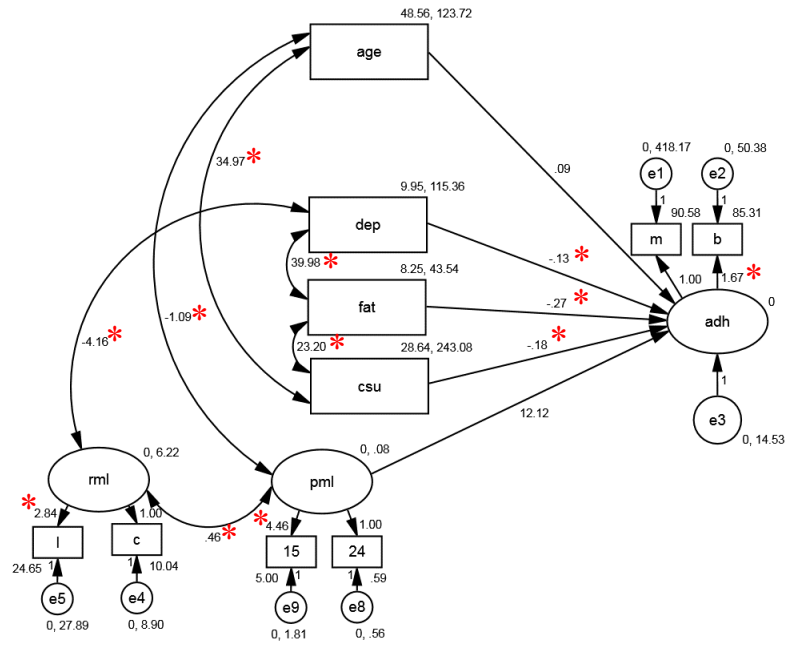 48.56, 123.72
age
34.97 *
.09
0, 418.17
0, 50.38
e1
e2
1
1
90.58
85.31
m
b
9.95, 115.36
dep
39.98 *
-.13 *
1.00
1.67 *
8.25, 43.54
fat
-.27 *
0
adh
-1.09 *
23.20 *
28.64, 243.08
-.18 *
csu
-4.16 *
1
12.12
e3
0, 14.53
0, 6.22
rml
0, .08
pml
* 2.84
1.00
.46 *
* 4.46
1.00
l
c
15
24
24.65
1
1
10.04
5.00
1
1
.59
e5
e4
e9
e8
0, 27.89
0, 8.90
0, 1.81
0, .56